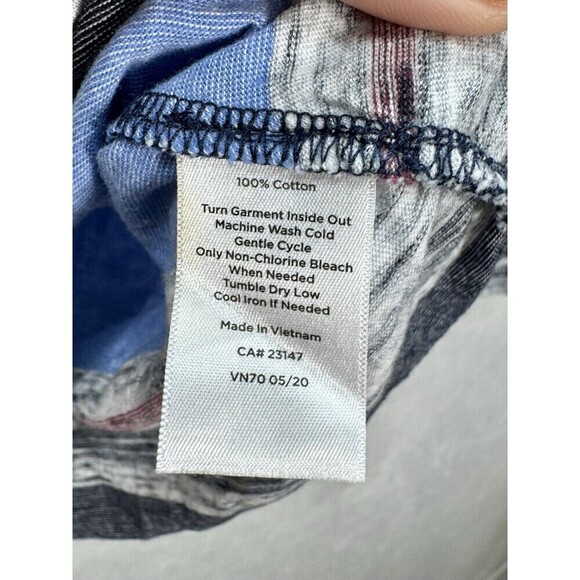 100% Cotton
Turn Garment Inside Out
Machine Wash Cold
Gentle Cycle
Only Non-Chlorine Bleach
When Needed
Tumble Dry Low
Cool Iron If Needed
Made In Vietnam
CA# 23147
VN70 05/20